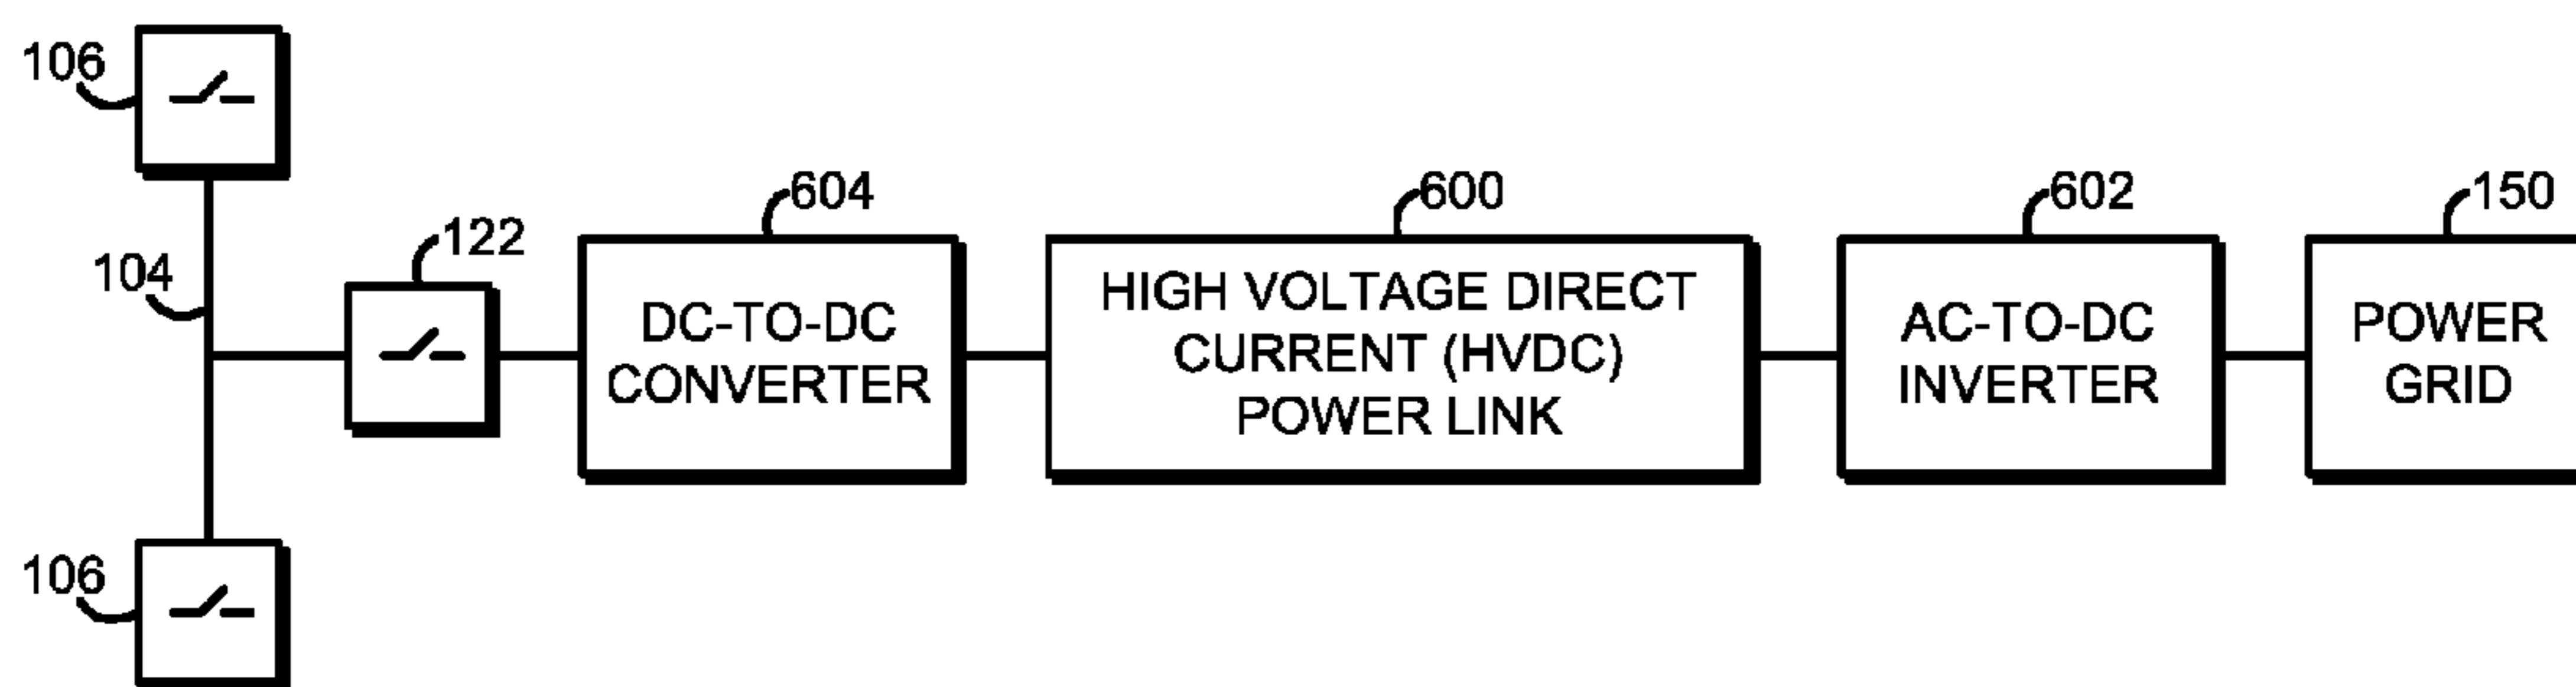 106
604
600
602
150
122
104
DC-TO-DC
CONVERTER
HIGH VOLTAGE DIRECT
CURRENT (HVDC)
POWER LINK
AC-TO-DC
INVERTER
POWER
GRID
106